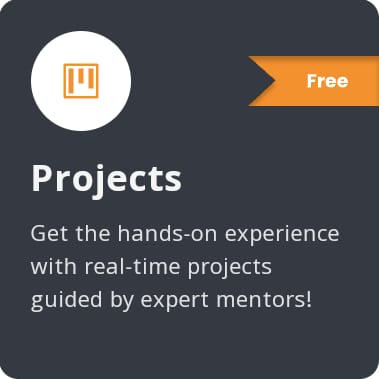 Free
Projects
Get the hands-on experience
with real-time projects
guided by expert mentors!